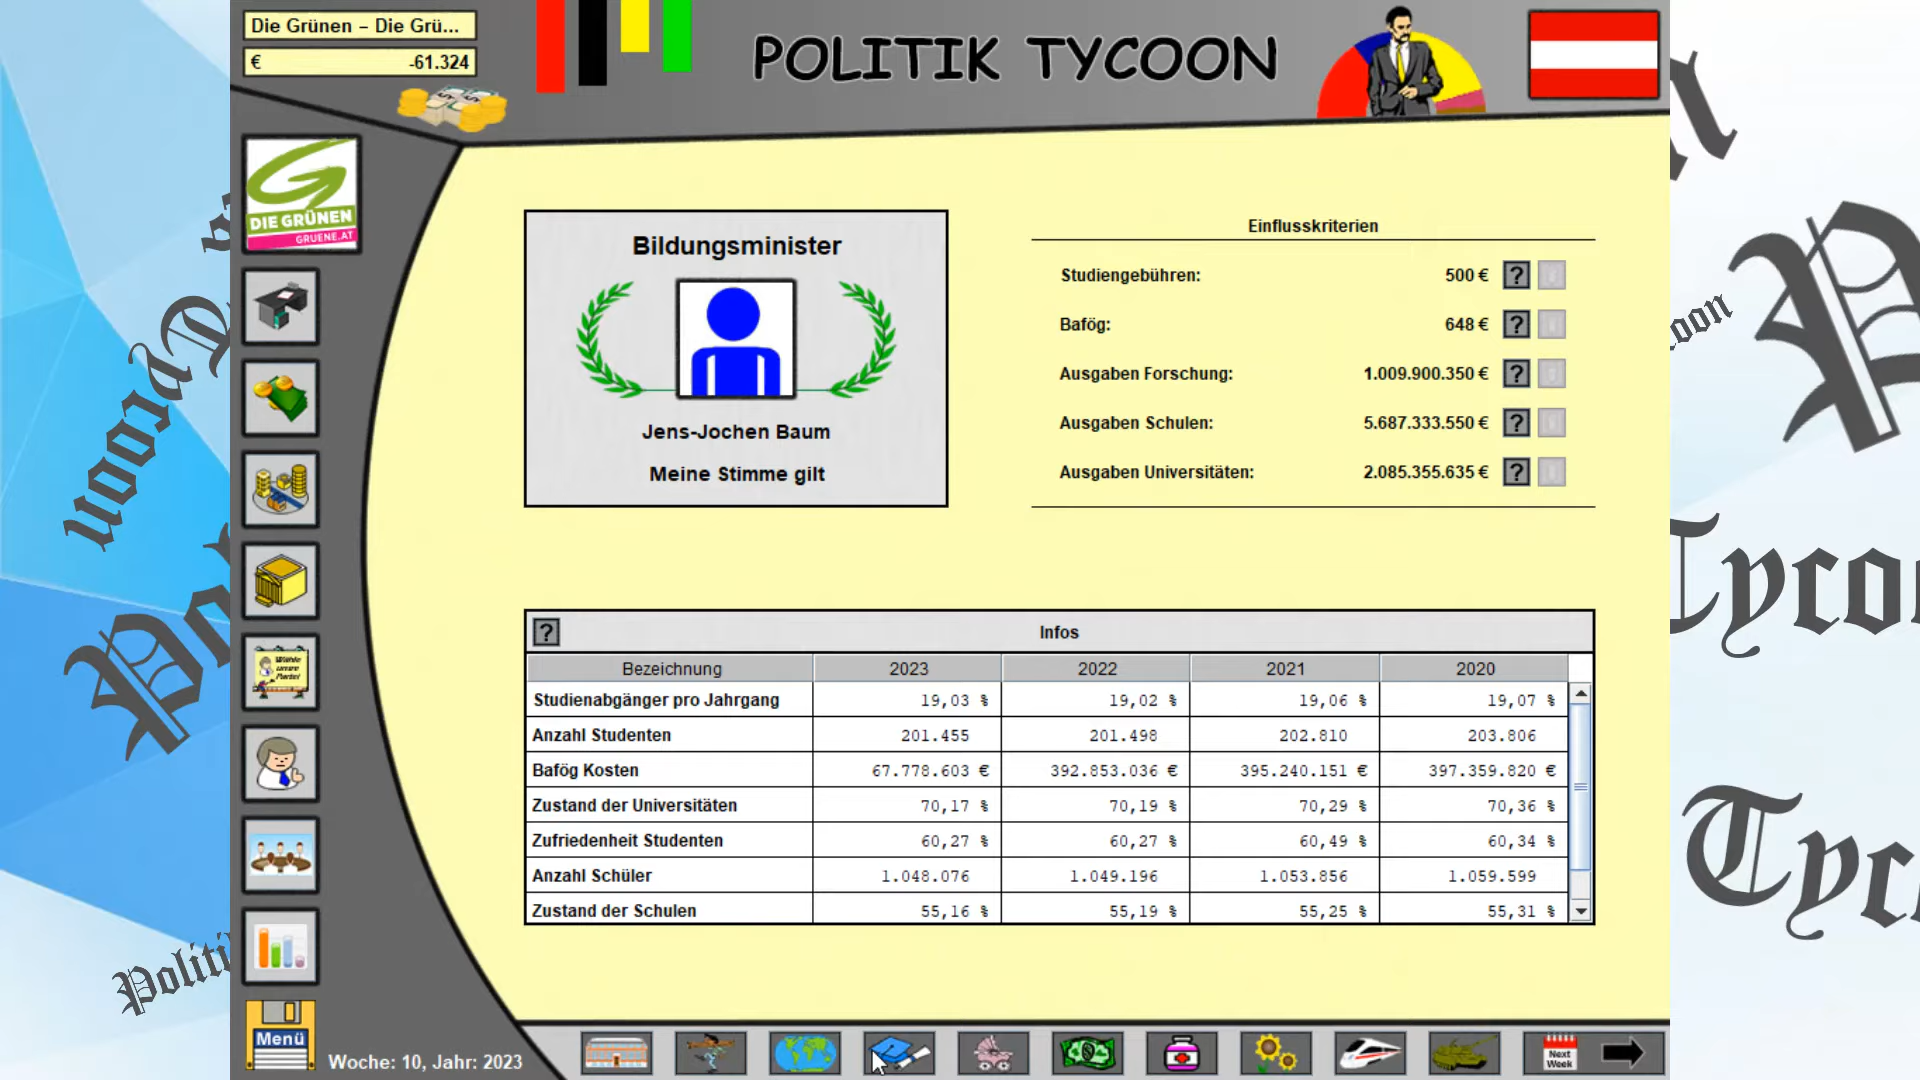 Die Grünen – Die Grü...
€ -61.324
POLITIK TYCOON
DIE GRÜNEN
GRUENE.AT
Bildungsminister
Jens-Jochen Baum
Meine Stimme gilt
Einflusskriterien
Studiengebühren: 500 € ?
Bafög: 648 € ?
Ausgaben Forschung: 1.009.900.350 € ?
Ausgaben Schulen: 5.687.333.550 € ?
Ausgaben Universitäten: 2.085.355.635 € ?
? Infos
Bezeichnung 2023 2022 2021 2020
Studienabgänger pro Jahrgang 19,03 % 19,02 % 19,06 % 19,07 %
Anzahl Studenten 201.455 201.498 202.810 203.806
Bafög Kosten 67.778.603 € 392.853.036 € 395.240.151 € 397.359.820 €
Zustand der Universitäten 70,17 % 70,19 % 70,29 % 70,36 %
Zufriedenheit Studenten 60,27 % 60,27 % 60,49 % 60,34 %
Anzahl Schüler 1.048.076 1.049.196 1.053.856 1.059.599
Zustand der Schulen 55,16 % 55,19 % 55,25 % 55,31 %
Wähle
unsere
Partei!
Menü
Woche: 10, Jahr: 2023
Next
Week
Tycoon
Politi
oon
Tyco
Tyc